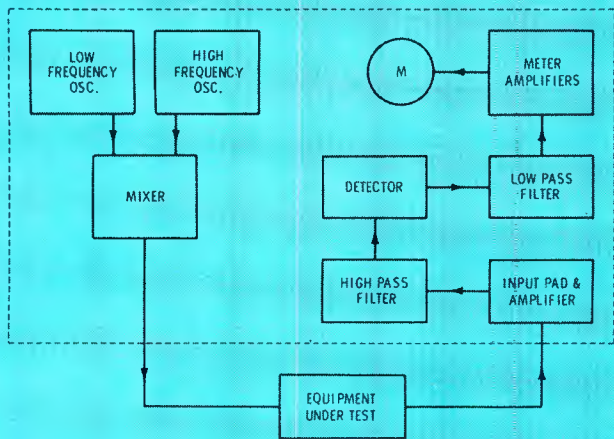 LOW
FREQUENCY
OSC.
HIGH
FREQUENCY
OSC.
M
METER
AMPLIFIERS
MIXER
DETECTOR
LOW PASS
FILTER
HIGH PASS
FILTER
INPUT PAD &
AMPLIFIER
EQUIPMENT
UNDER TEST